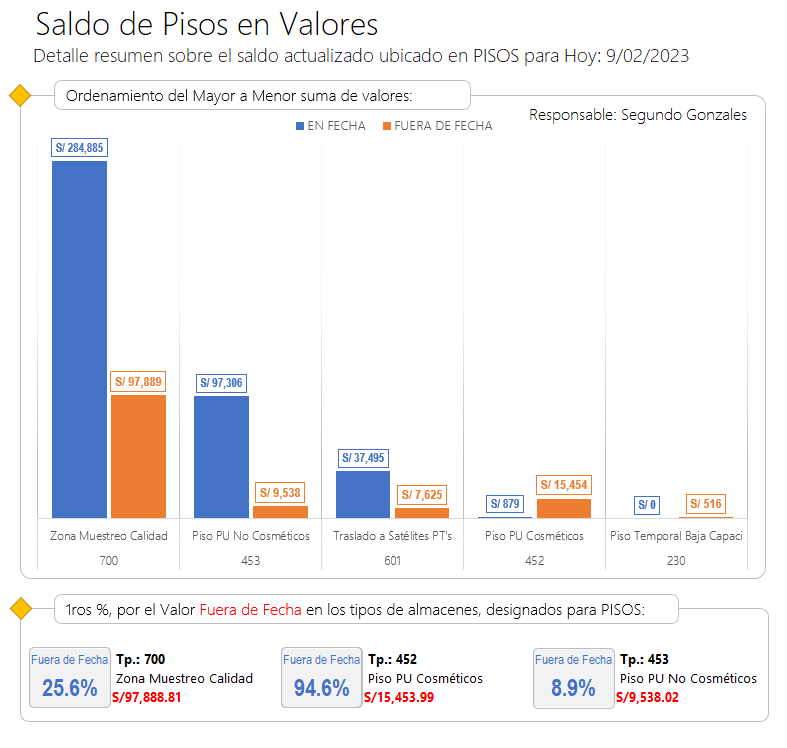 Saldo de Pisos en Valores
Detalle resumen sobre el saldo actualizado ubicado en PISOS para Hoy: 9/02/2023
Ordenamiento del Mayor a Menor suma de valores:
Responsable: Segundo Gonzales
EN FECHA FUERA DE FECHA
S/ 284,885
S/ 97,889
S/ 97,306
S/ 9,538
S/ 37,495
S/ 7,625
S/ 879
S/ 15,454
S/ 0
S/ 516
Zona Muestreo Calidad Piso PU No Cosméticos Traslado a Satélites PT's Piso PU Cosméticos Piso Temporal Baja Capaci
700 453 601 452 230
1ros %, por el Valor Fuera de Fecha en los tipos de almacenes, designados para PISOS:
Fuera de Fecha
25.6%
Tp.: 700
Zona Muestreo Calidad
S/97,888.81
Fuera de Fecha
94.6%
Tp.: 452
Piso PU Cosméticos
S/15,453.99
Fuera de Fecha
8.9%
Tp.: 453
Piso PU No Cosméticos
S/9,538.02